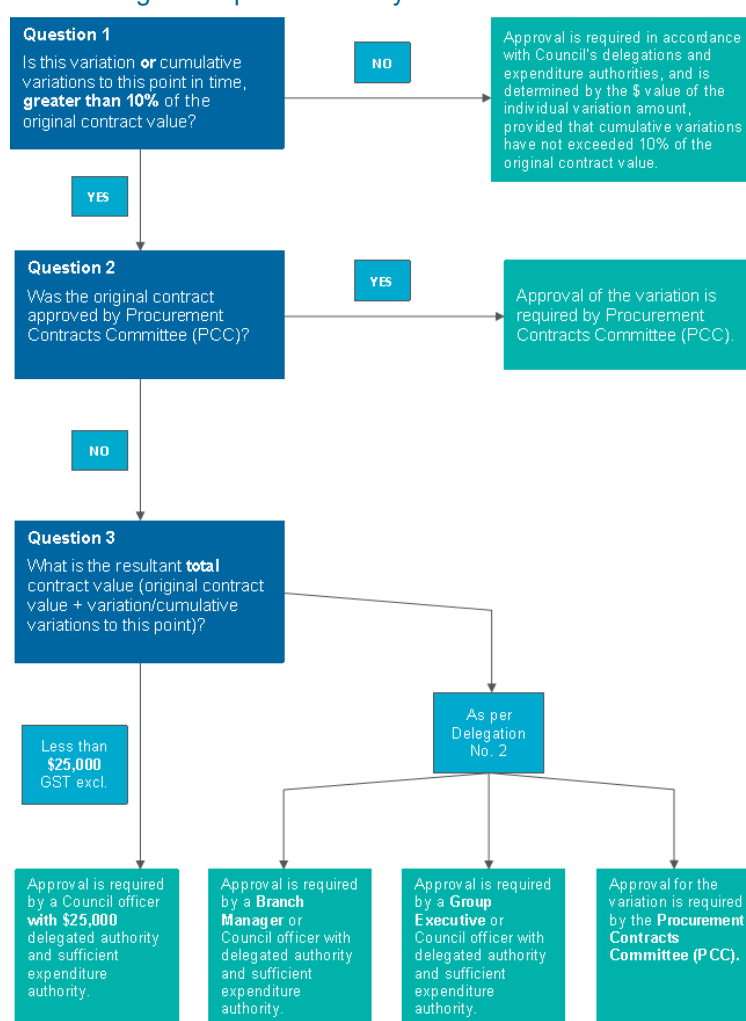 Question 1
Is this variation or cumulative
variations to this point in time,
greater than 10% of the
original contract value?
NO
Approval is required in accordance
with Council's delegations and
expenditure authorities, and is
determined by the $ value of the
individual variation amount,
provided that cumulative variations
have not exceeded 10% of the
original contract value.
YES
Question 2
Was the original contract
approved by Procurement
Contracts Committee (PCC)?
YES
Approval of the variation is
required by Procurement
Contracts Committee (PCC).
NO
Question 3
What is the resultant total
contract value (original contract
value + variation/cumulative
variations to this point)?
Less than
$25,000
GST excl.
As per
Delegation
No. 2
Approval is required
by a Council officer
with $25,000
delegated authority
and sufficient
expenditure
authority.
Approval is required
by a Branch
Manager or
Council officer with
delegated authority
and sufficient
expenditure
authority.
Approval is required
by a Group
Executive or
Council officer with
delegated authority
and sufficient
expenditure
authority.
Approval for the
variation is required
by the Procurement
Contracts
Committee (PCC).